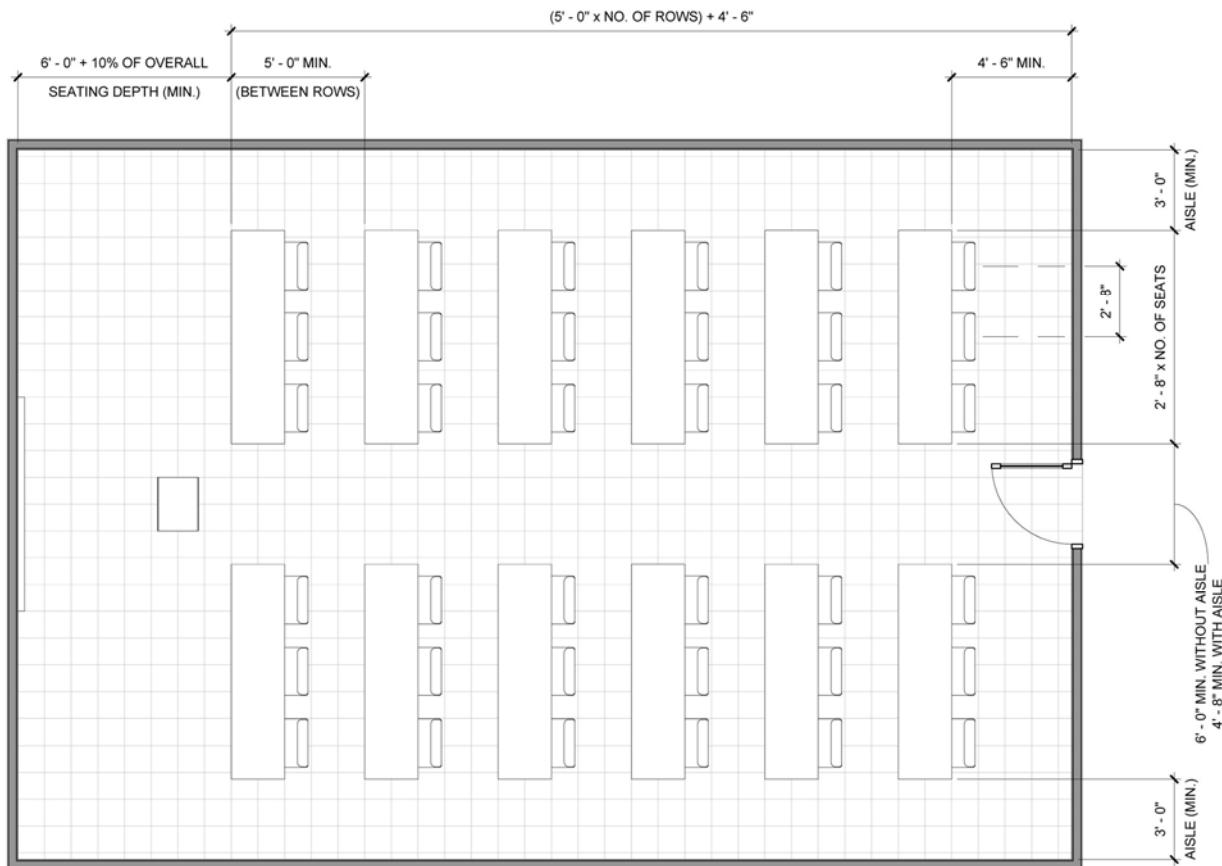 (5' - 0" x NO. OF ROWS) + 4' - 6"
6' - 0" + 10% OF OVERALL
SEATING DEPTH (MIN.)
5' - 0" MIN.
(BETWEEN ROWS)
4' - 6" MIN.
3' - 0"
AISLE (MIN.)
2' - 8"
2' - 8" x NO. OF SEATS
6' - 0" MIN. WITHOUT AISLE
4' - 8" MIN. WITH AISLE
3' - 0"
AISLE (MIN.)